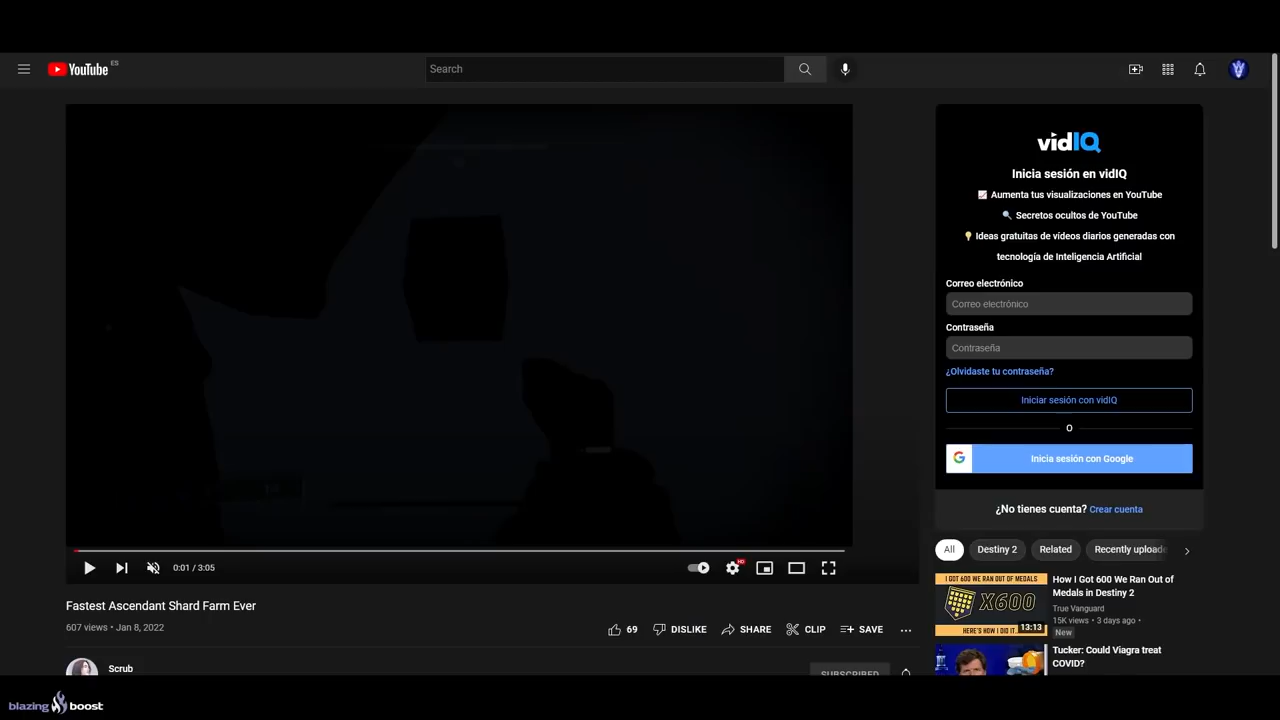 YouTube ES
Search
vidIQ
Inicia sesión en vidIQ
📈 Aumenta tus visualizaciones en YouTube
🔍 Secretos ocultos de YouTube
💡 Ideas gratuitas de vídeos diarios generadas con
tecnología de Inteligencia Artificial
Correo electrónico
Correo electrónico
Contraseña
Contraseña
¿Olvidaste tu contraseña?
Iniciar sesión con vidIQ
O
G
Inicia sesión con Google
¿No tienes cuenta? Crear cuenta
0:01 / 3:05
HD
Fastest Ascendant Shard Farm Ever
607 views • Jan 8, 2022
69
DISLIKE
SHARE
CLIP
SAVE
Scrub
SUBSCRIBED
All
Destiny 2
Related
Recently uploade
I GOT 600 WE RAN OUT OF MEDALS
X600
HERE'S HOW I DID IT
13:13
How I Got 600 We Ran Out of
Medals in Destiny 2
True Vanguard
15K views • 3 days ago •
New
Tucker: Could Viagra treat
COVID?
blazing boost